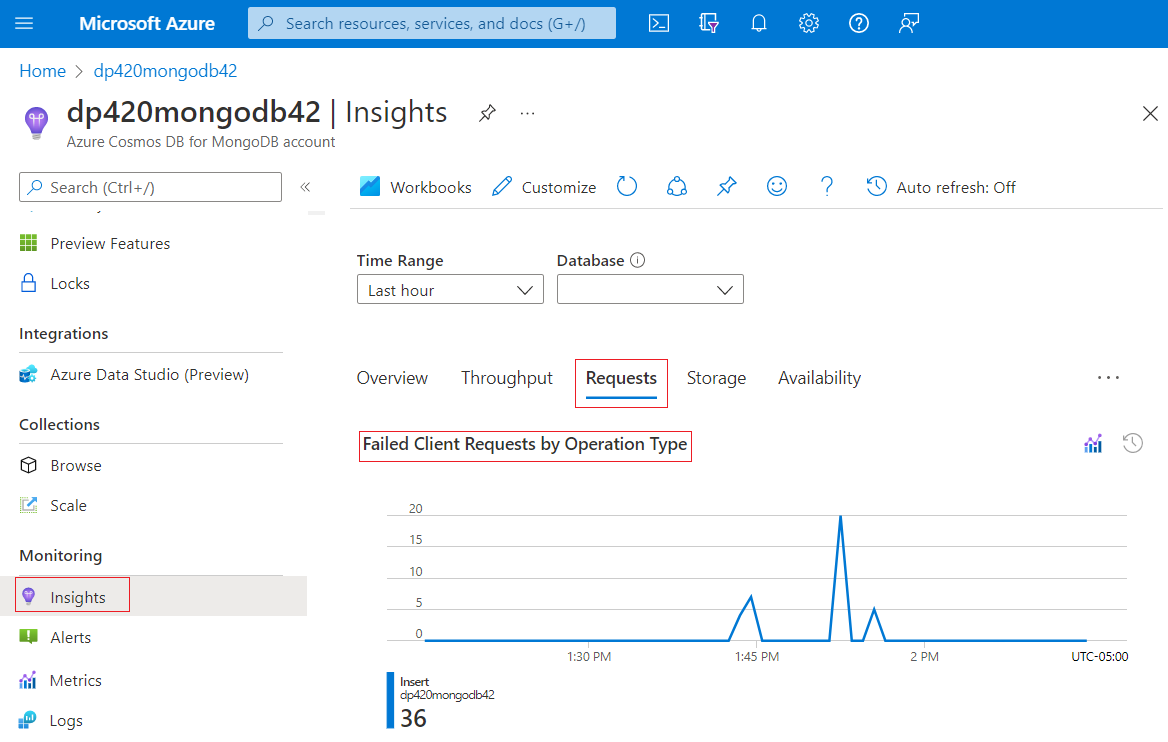 Microsoft Azure
Search resources, services, and docs (G+/)
Home > dp420mongodb42
dp420mongodb42 | Insights
Azure Cosmos DB for MongoDB account
Search (Ctrl+/)
Workbooks
Customize
Auto refresh: Off
Preview Features
Locks
Integrations
Azure Data Studio (Preview)
Collections
Browse
Scale
Monitoring
Insights
Alerts
Metrics
Logs
Time Range
Database
Last hour
Overview
Throughput
Requests
Storage
Availability
Failed Client Requests by Operation Type
20
15
10
5
0
1:30 PM
1:45 PM
2 PM
UTC-05:00
Insert
dp420mongodb42
36